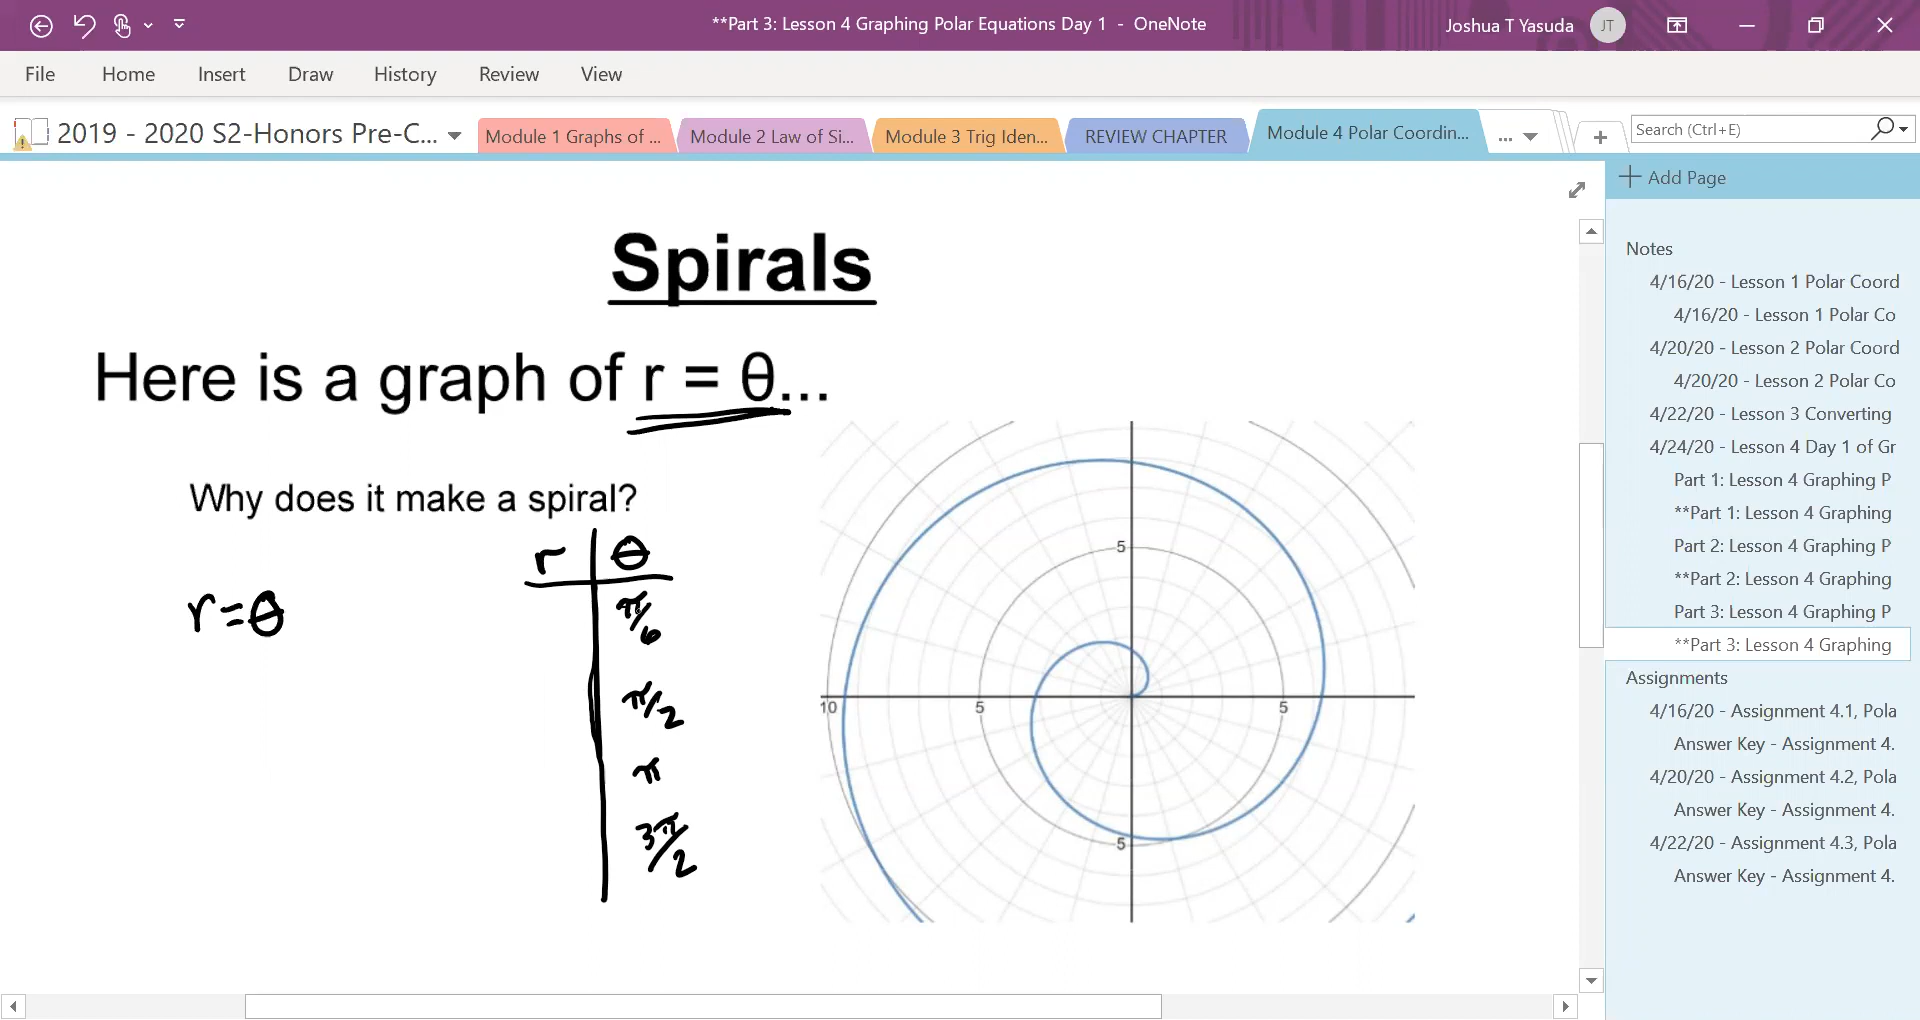 **Part 3: Lesson 4 Graphing Polar Equations Day 1 - OneNote
Joshua T Yasuda
JT
File Home Insert Draw History Review View
2019 - 2020 S2-Honors Pre-C...
Module 1 Graphs of ...
Module 2 Law of Si...
Module 3 Trig Iden...
REVIEW CHAPTER
Module 4 Polar Coordin...
...
Search (Ctrl+E)
Add Page
Spirals
Here is a graph of r = θ...
Why does it make a spiral?
r=θ
r θ
π/6
π/2
π
3π/2
5
10 5 5
5
Notes
4/16/20 - Lesson 1 Polar Coord
4/16/20 - Lesson 1 Polar Co
4/20/20 - Lesson 2 Polar Coord
4/20/20 - Lesson 2 Polar Co
4/22/20 - Lesson 3 Converting
4/24/20 - Lesson 4 Day 1 of Gr
Part 1: Lesson 4 Graphing P
**Part 1: Lesson 4 Graphing
Part 2: Lesson 4 Graphing P
**Part 2: Lesson 4 Graphing
Part 3: Lesson 4 Graphing P
**Part 3: Lesson 4 Graphing
Assignments
4/16/20 - Assignment 4.1, Pola
Answer Key - Assignment 4.
4/20/20 - Assignment 4.2, Pola
Answer Key - Assignment 4.
4/22/20 - Assignment 4.3, Pola
Answer Key - Assignment 4.